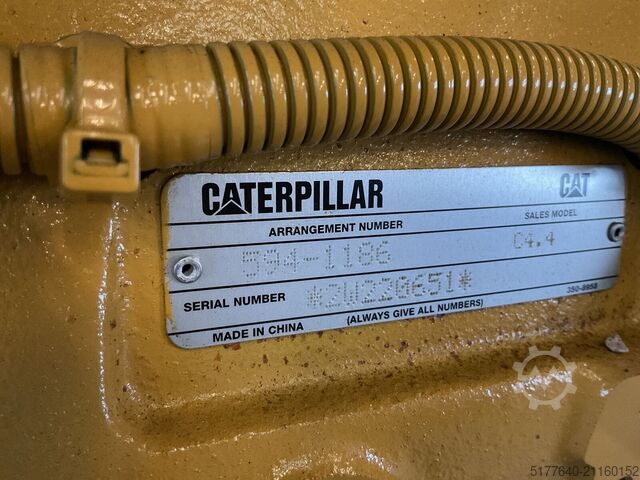 CATERPILLAR
CAT
ARRANGEMENT NUMBER
SALES MODEL
594-1186
C4.4
SERIAL NUMBER
*2W220651*
350-8958
MADE IN CHINA
(ALWAYS GIVE ALL NUMBERS)
5177640-21160152